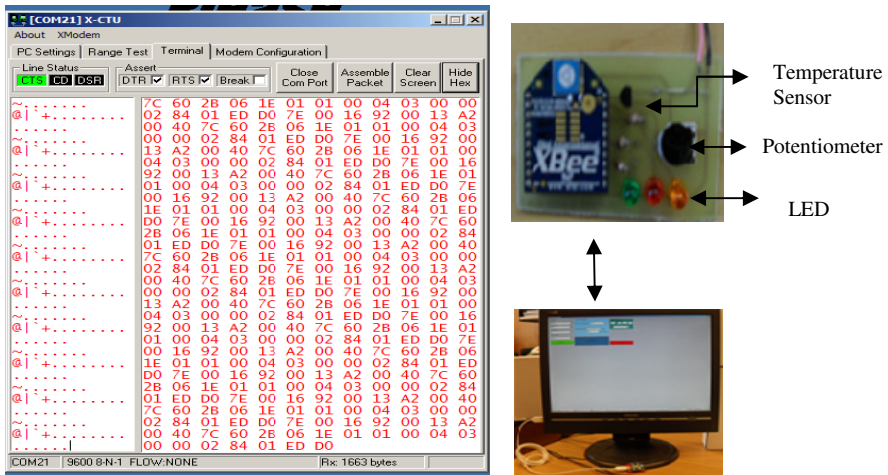 [COM21] X-CTU
About XModem
PC Settings Range Test Terminal Modem Configuration
Line Status
CTS CD DSR
Assert
DTR RTS Break
Close Com Port
Assemble Packet
Clear Screen
Hide Hex
~....... 7C 60 2B 06 1E 01 01 00 04 03 00 00
@|`+........ 02 84 01 ED D0 7E 00 16 92 00 13 A2
...... 00 40 7C 60 2B 06 1E 01 01 00 04 03
~....... 00 00 02 84 01 ED D0 7E 00 16 92 00
@|`+........ 13 A2 00 40 7C 60 2B 06 1E 01 01 00
...... 04 03 00 00 02 84 01 ED D0 7E 00 16
~....... 92 00 13 A2 00 40 7C 60 2B 06 1E 01
@|`+........ 01 00 04 03 00 00 02 84 01 ED D0 7E
...... 00 16 92 00 13 A2 00 40 7C 60 2B 06
~....... 1E 01 01 00 04 03 00 00 02 84 01 ED
@|`+........ D0 7E 00 16 92 00 13 A2 00 40 7C 60
...... 2B 06 1E 01 01 00 04 03 00 00 02 84
~....... 01 ED D0 7E 00 16 92 00 13 A2 00 40
@|`+........ 7C 60 2B 06 1E 01 01 00 04 03 00 00
...... 02 84 01 ED D0 7E 00 16 92 00 13 A2
~....... 00 40 7C 60 2B 06 1E 01 01 00 04 03
@|`+........ 00 00 02 84 01 ED D0 7E 00 16 92 00
...... 13 A2 00 40 7C 60 2B 06 1E 01 01 00
~....... 04 03 00 00 02 84 01 ED D0 7E 00 16
@|`+........ 92 00 13 A2 00 40 7C 60 2B 06 1E 01
...... 01 00 04 03 00 00 02 84 01 ED D0 7E
~....... 00 16 92 00 13 A2 00 40 7C 60 2B 06
@|`+........ 1E 01 01 00 04 03 00 00 02 84 01 ED
...... D0 7E 00 16 92 00 13 A2 00 40 7C 60
~....... 2B 06 1E 01 01 00 04 03 00 00 02 84
@|`+........ 01 ED D0 7E 00 16 92 00 13 A2 00 40
...... 7C 60 2B 06 1E 01 01 00 04 03 00 00
~....... 02 84 01 ED D0 7E 00 16 92 00 13 A2
@|`+........ 00 40 7C 60 2B 06 1E 01 01 00 04 03
...... 00 00 02 84 01 ED D0
COM21 9600 8-N-1 FLOW:NONE Rx: 1663 bytes
XBee
Temperature
Sensor
Potentiometer
LED